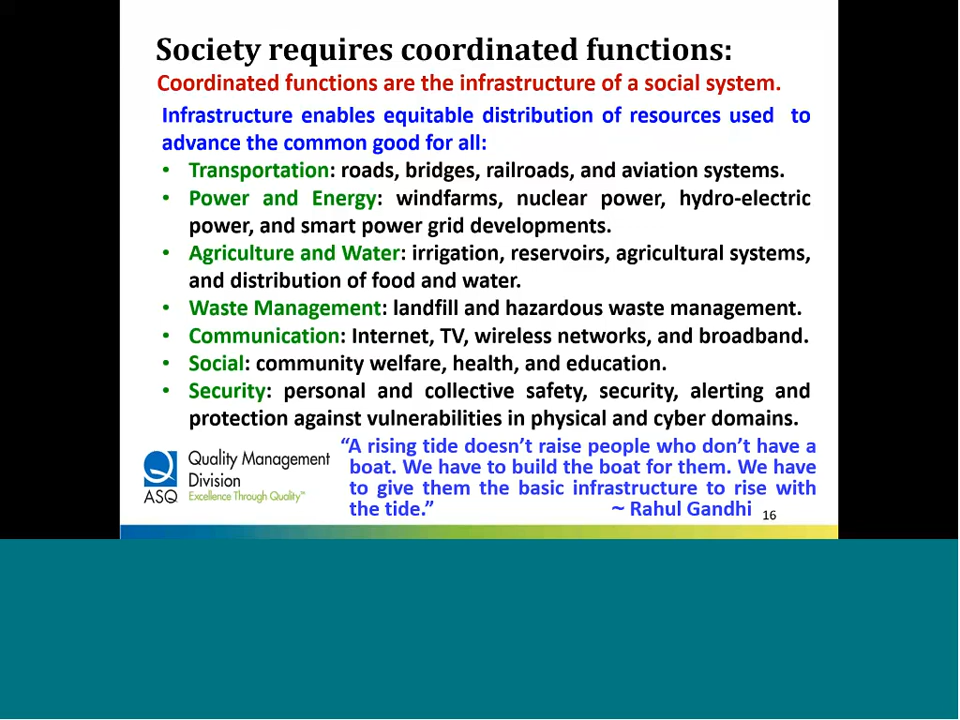 Society requires coordinated functions:
Coordinated functions are the infrastructure of a social system.
Infrastructure enables equitable distribution of resources used to
advance the common good for all:
• Transportation: roads, bridges, railroads, and aviation systems.
• Power and Energy: windfarms, nuclear power, hydro-electric
power, and smart power grid developments.
• Agriculture and Water: irrigation, reservoirs, agricultural systems,
and distribution of food and water.
• Waste Management: landfill and hazardous waste management.
• Communication: Internet, TV, wireless networks, and broadband.
• Social: community welfare, health, and education.
• Security: personal and collective safety, security, alerting and
protection against vulnerabilities in physical and cyber domains.
ASQ
Quality Management
Division
Excellence Through Quality™
“A rising tide doesn’t raise people who don’t have a
boat. We have to build the boat for them. We have
to give them the basic infrastructure to rise with
the tide.” ~ Rahul Gandhi
16